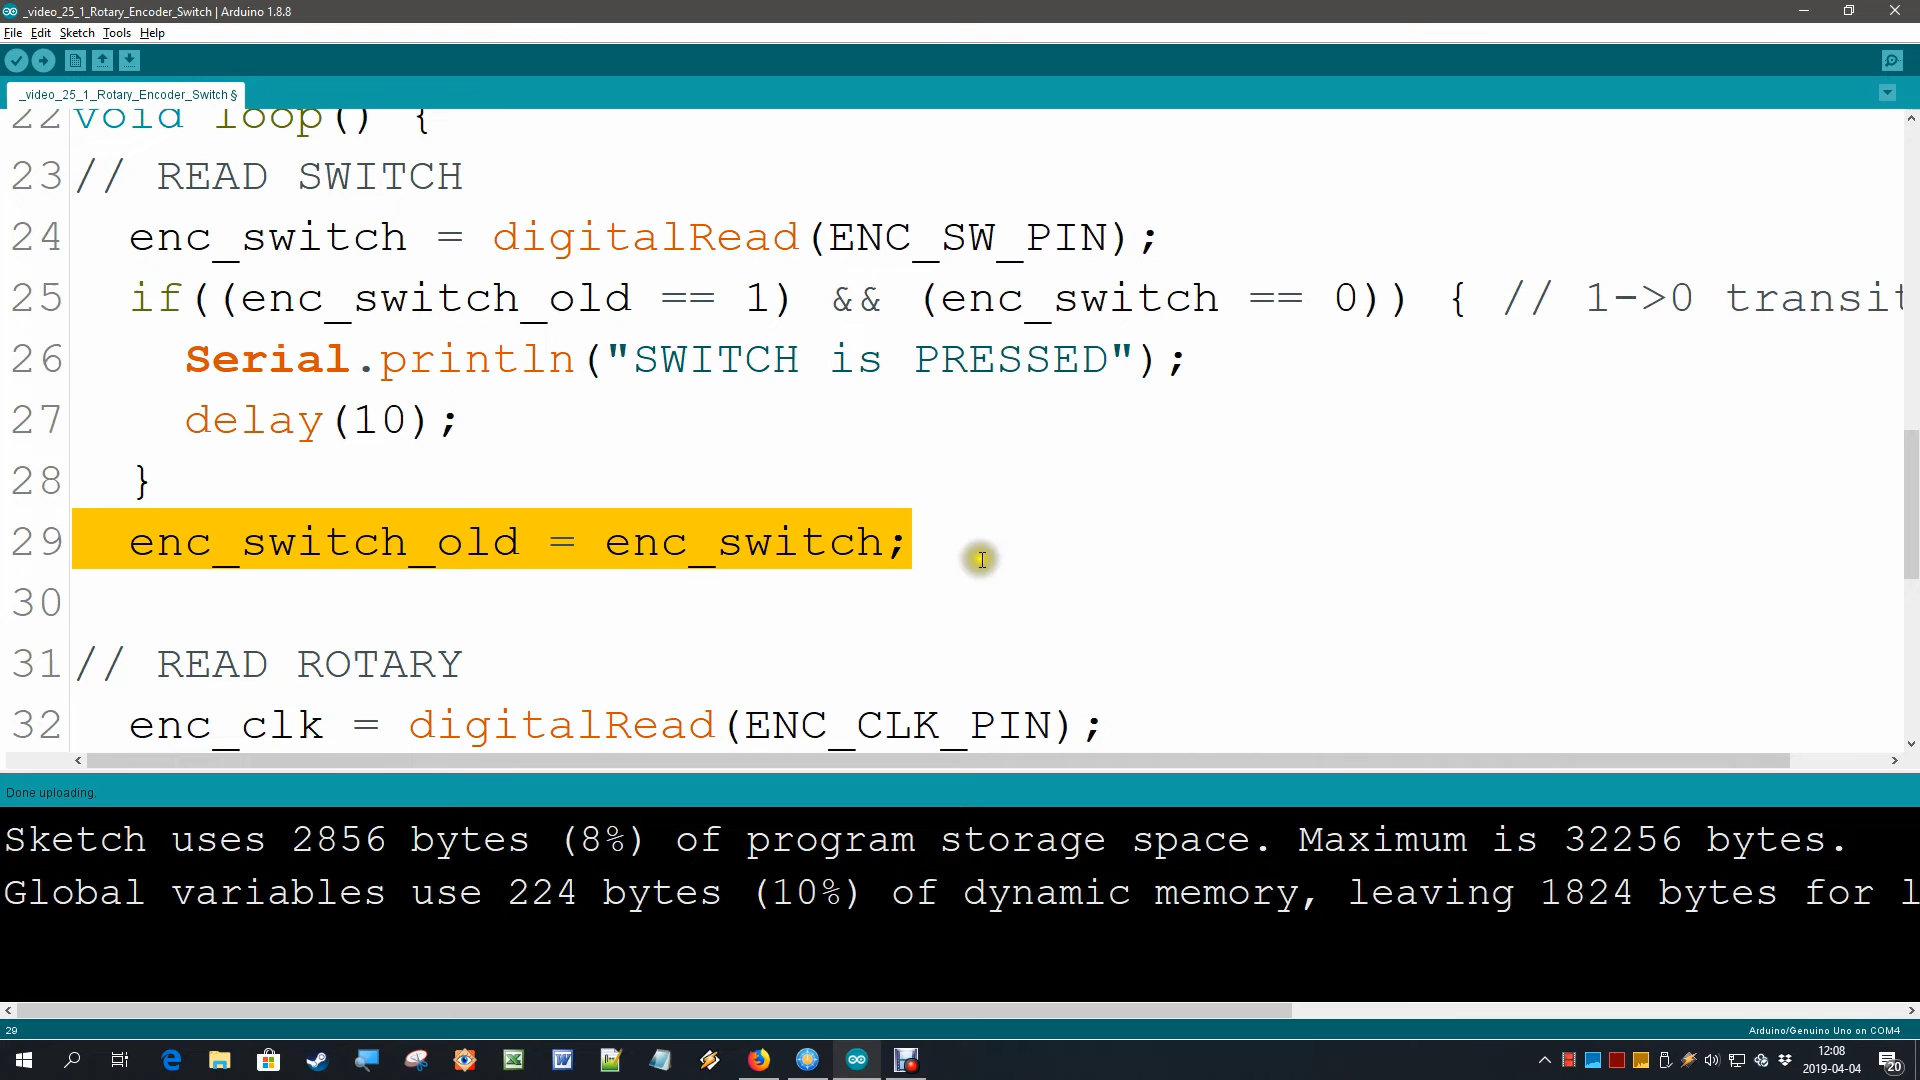 _video_25_1_Rotary_Encoder_Switch | Arduino 1.8.8
File Edit Sketch Tools Help
_video_25_1_Rotary_Encoder_Switch §
22 void loop() {
23 // READ SWITCH
24 enc_switch = digitalRead(ENC_SW_PIN);
25 if((enc_switch_old == 1) && (enc_switch == 0)) { // 1->0 transit
26 Serial.println("SWITCH is PRESSED");
27 delay(10);
28 }
29 enc_switch_old = enc_switch;
30
31 // READ ROTARY
32 enc_clk = digitalRead(ENC_CLK_PIN);
Done uploading.
Sketch uses 2856 bytes (8%) of program storage space. Maximum is 32256 bytes.
Global variables use 224 bytes (10%) of dynamic memory, leaving 1824 bytes for l
29
Arduino/Genuino Uno on COM4
12:08
2019-04-04
20